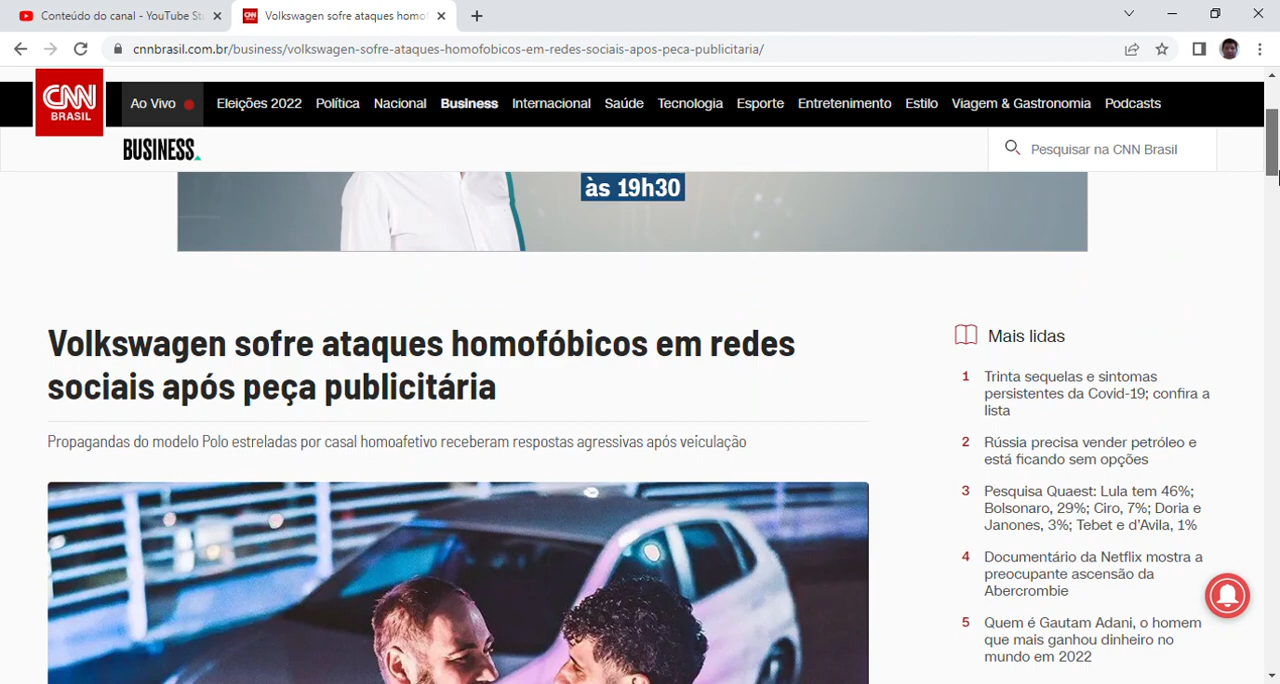 Conteúdo do canal - YouTube St
Volkswagen sofre ataques homof
cnnbrasil.com.br/business/volkswagen-sofre-ataques-homofobicos-em-redes-sociais-apos-peca-publicitaria/
CNN
BRASIL
Ao Vivo
Eleições 2022
Política
Nacional
Business
Internacional
Saúde
Tecnologia
Esporte
Entretenimento
Estilo
Viagem & Gastronomia
Podcasts
BUSINESS
Pesquisar na CNN Brasil
às 19h30
Volkswagen sofre ataques homofóbicos em redes
sociais após peça publicitária
Propagandas do modelo Polo estreladas por casal homoafetivo receberam respostas agressivas após veiculação
Mais lidas
1 Trinta sequelas e sintomas
persistentes da Covid-19; confira a
lista
2 Rússia precisa vender petróleo e
está ficando sem opções
3 Pesquisa Quaest: Lula tem 46%;
Bolsonaro, 29%; Ciro, 7%; Doria e
Janones, 3%; Tebet e d'Avila, 1%
4 Documentário da Netflix mostra a
preocupante ascensão da
Abercrombie
5 Quem é Gautam Adani, o homem
que mais ganhou dinheiro no
mundo em 2022